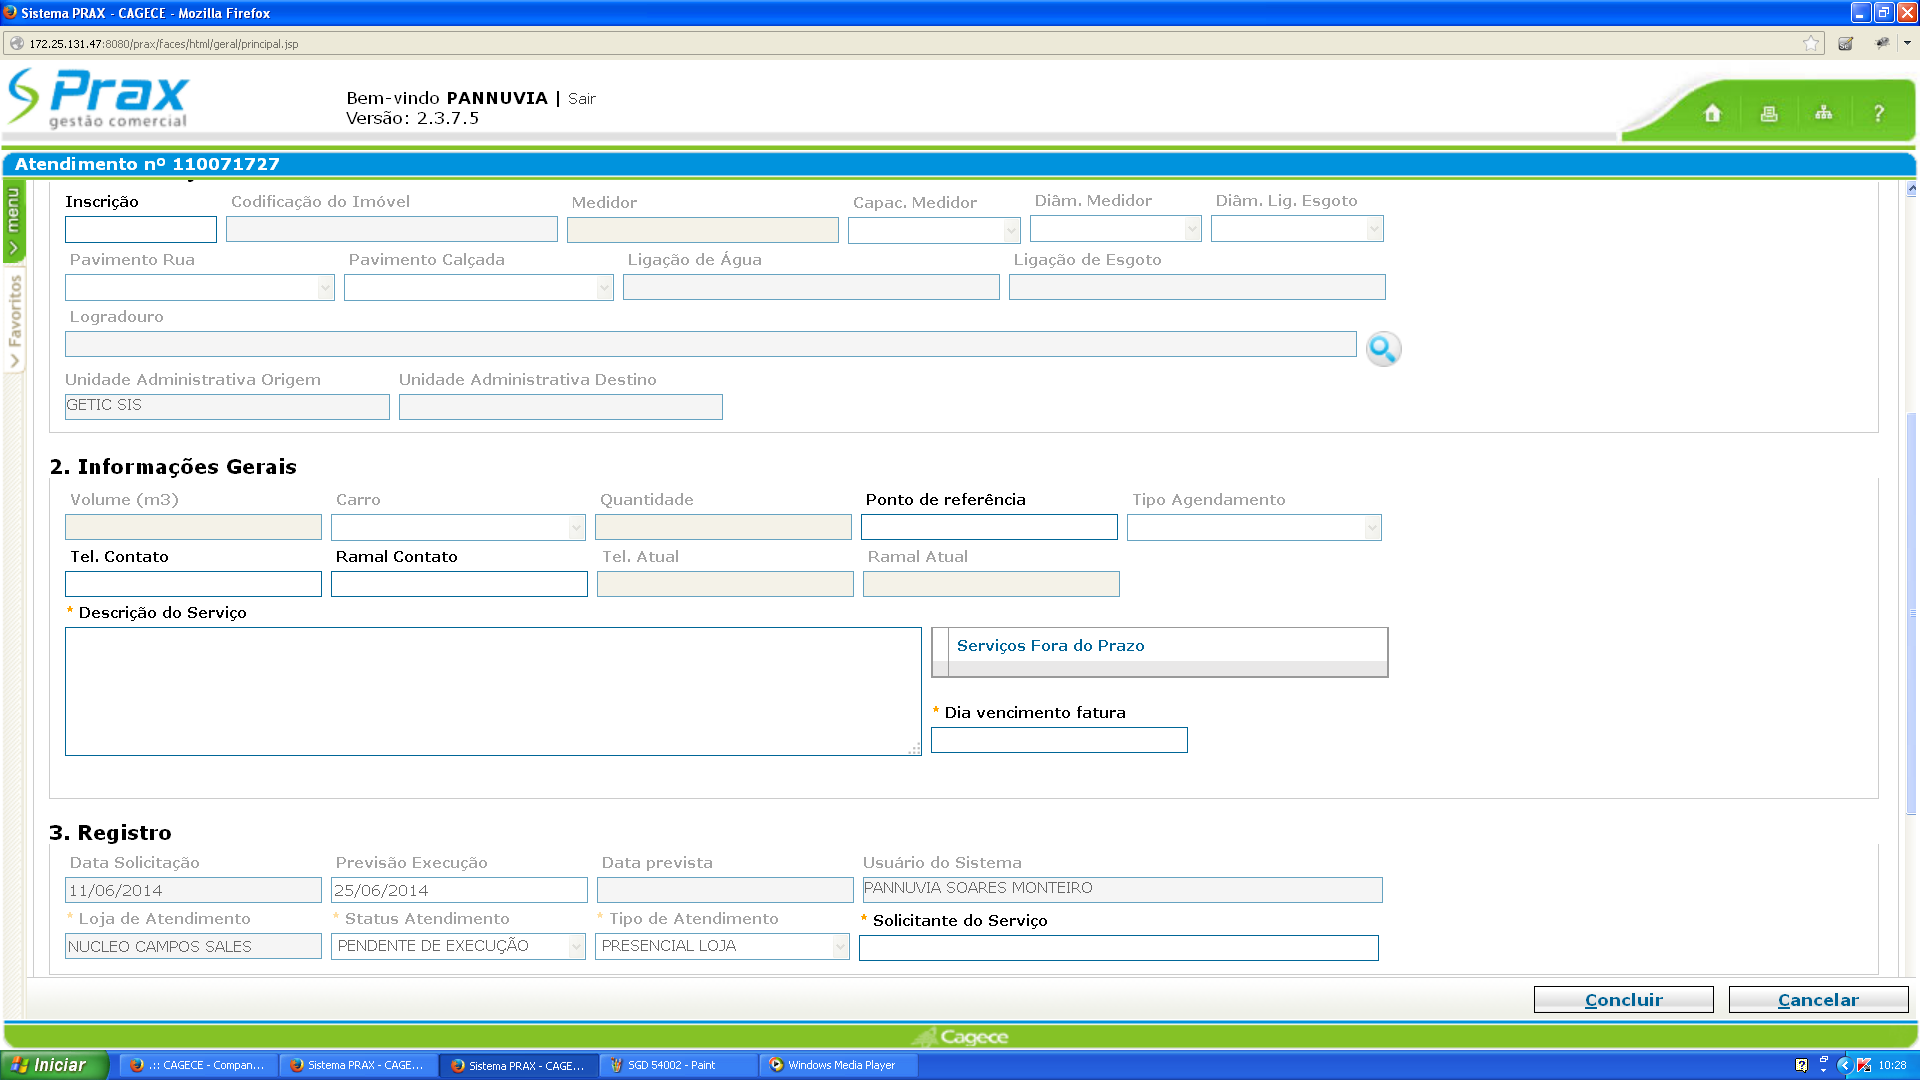 Sistema PRAX - CAGECE - Mozilla Firefox
172.25.131.47:8080/prax/faces/html/geral/principal.jsp
Prax
gestão comercial
Bem-vindo PANNUVIA | Sair
Versão: 2.3.7.5
?
Atendimento nº 110071727
menu
Favoritos
Inscrição Codificação do Imóvel Medidor Capac. Medidor Diâm. Medidor Diâm. Lig. Esgoto
Pavimento Rua Pavimento Calçada Ligação de Água Ligação de Esgoto
Logradouro
Unidade Administrativa Origem Unidade Administrativa Destino
GETIC SIS
2. Informações Gerais
Volume (m3) Carro Quantidade Ponto de referência Tipo Agendamento
Tel. Contato Ramal Contato Tel. Atual Ramal Atual
* Descrição do Serviço
Serviços Fora do Prazo
* Dia vencimento fatura
3. Registro
Data Solicitação Previsão Execução Data prevista Usuário do Sistema
11/06/2014 25/06/2014 PANNUVIA SOARES MONTEIRO
* Loja de Atendimento * Status Atendimento * Tipo de Atendimento * Solicitante do Serviço
NUCLEO CAMPOS SALES PENDENTE DE EXECUÇÃO PRESENCIAL LOJA
Concluir Cancelar
Cagece
Iniciar .:: CAGECE - Compan... Sistema PRAX - CAGE... Sistema PRAX - CAGE... SGD 54002 - Paint Windows Media Player 10:28